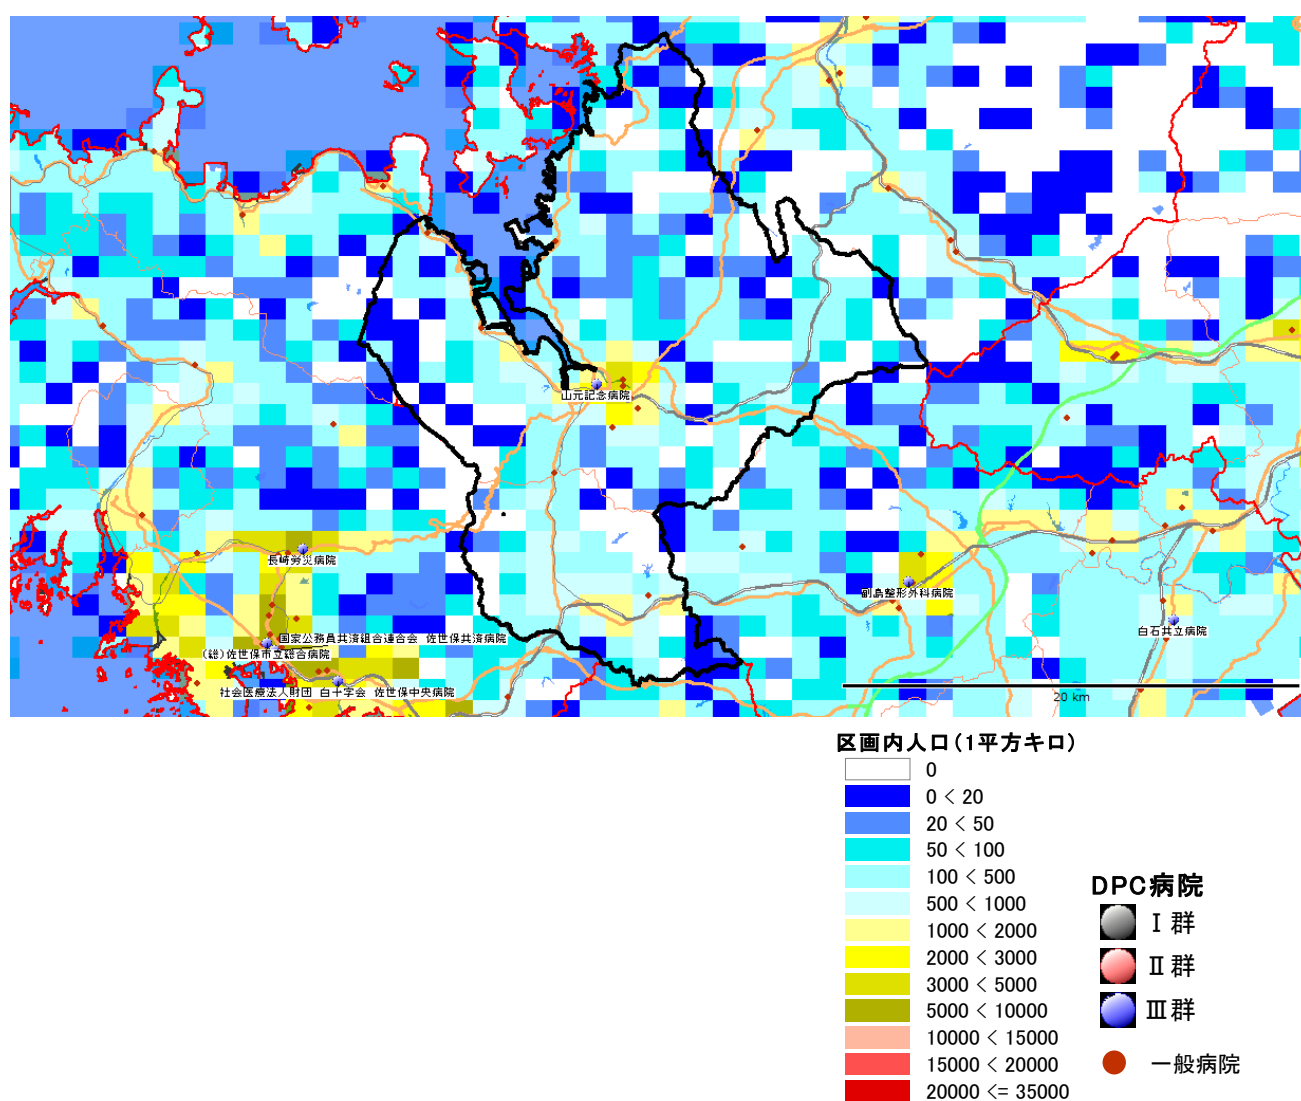 山元記念病院
長崎労災病院
副島整形外科病院
国家公務員共済組合連合会 佐世保共済病院
白石共立病院
(総)佐世保市立総合病院
社会医療法人財団 白十字会 佐世保中央病院
20 km
区画内人口(1平方キロ)
0
0 < 20
20 < 50
50 < 100
100 < 500
500 < 1000
1000 < 2000
2000 < 3000
3000 < 5000
5000 < 10000
10000 < 15000
15000 < 20000
20000 <= 35000
DPC病院
Ⅰ群
Ⅱ群
Ⅲ群
一般病院